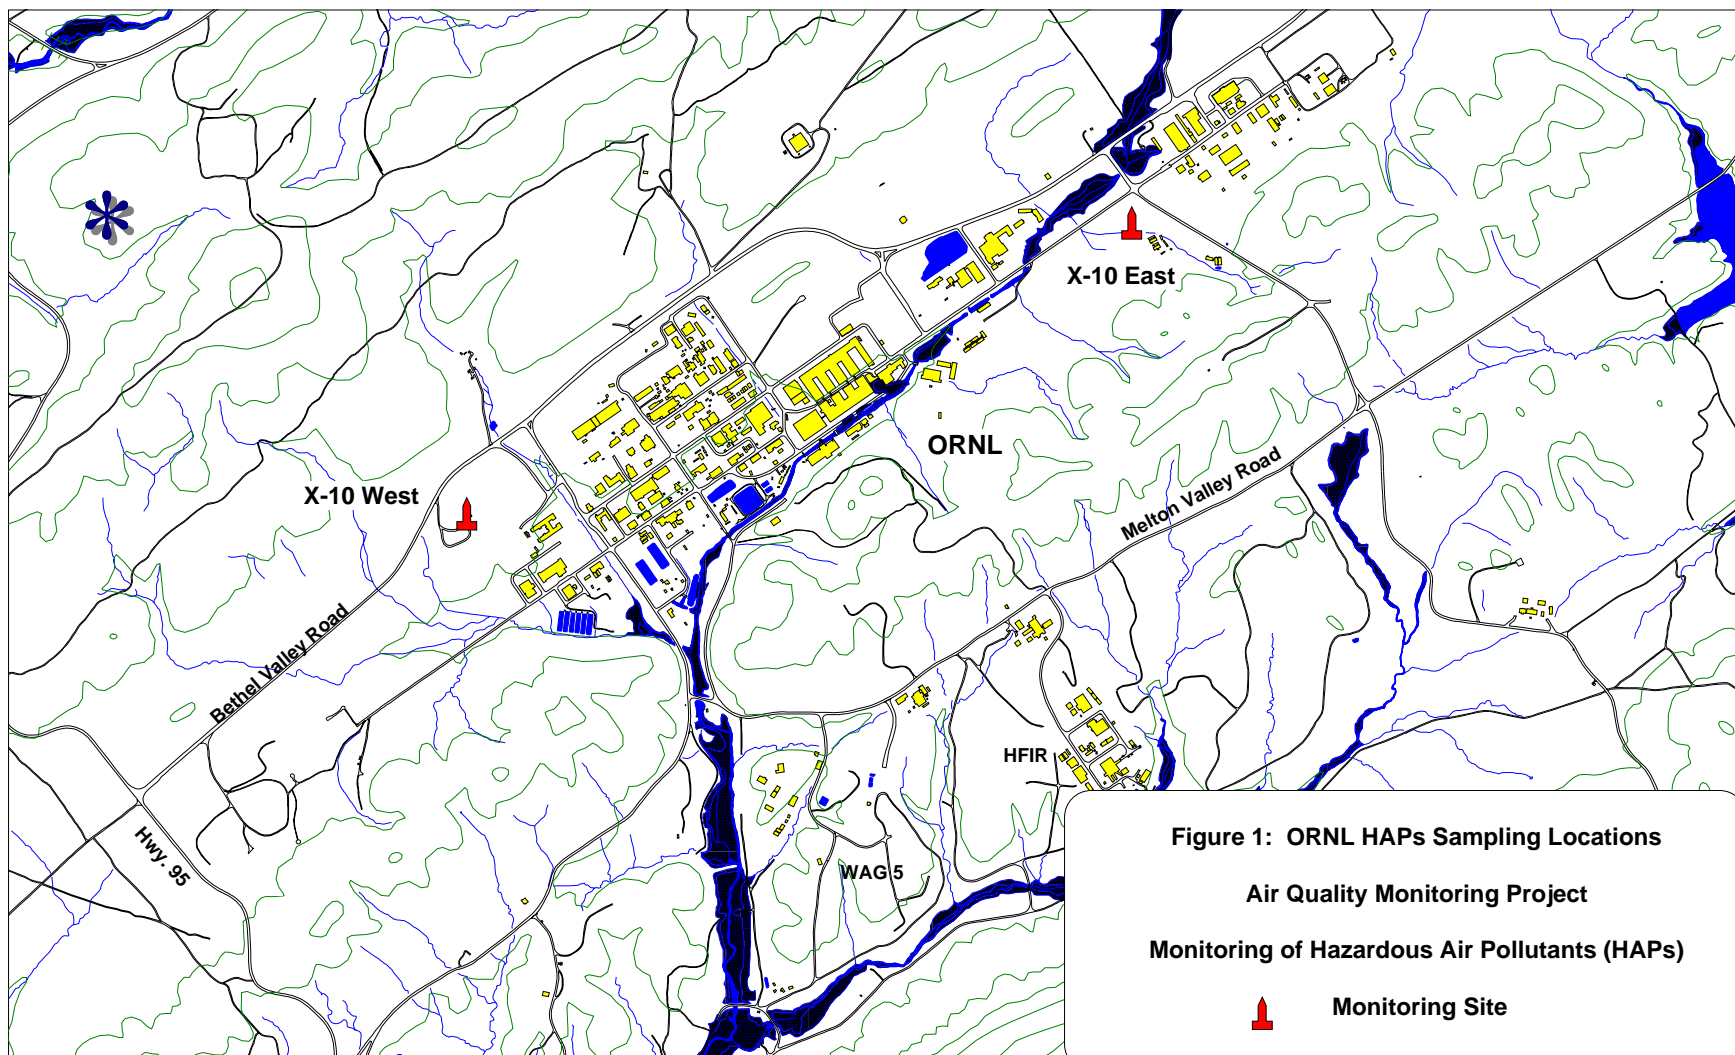 X-10 East
ORNL
X-10 West
Melton Valley Road
Bethel Valley Road
HFIR
Hwy. 95
WAG 5
Figure 1: ORNL HAPs Sampling Locations
Air Quality Monitoring Project
Monitoring of Hazardous Air Pollutants (HAPs)
Monitoring Site